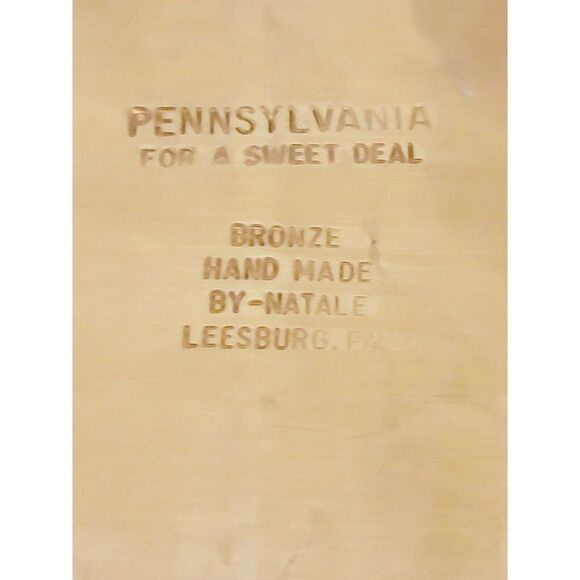 PENNSYLVANIA
FOR A SWEET DEAL
BRONZE
HAND MADE
BY-NATALE
LEESBURG. PA